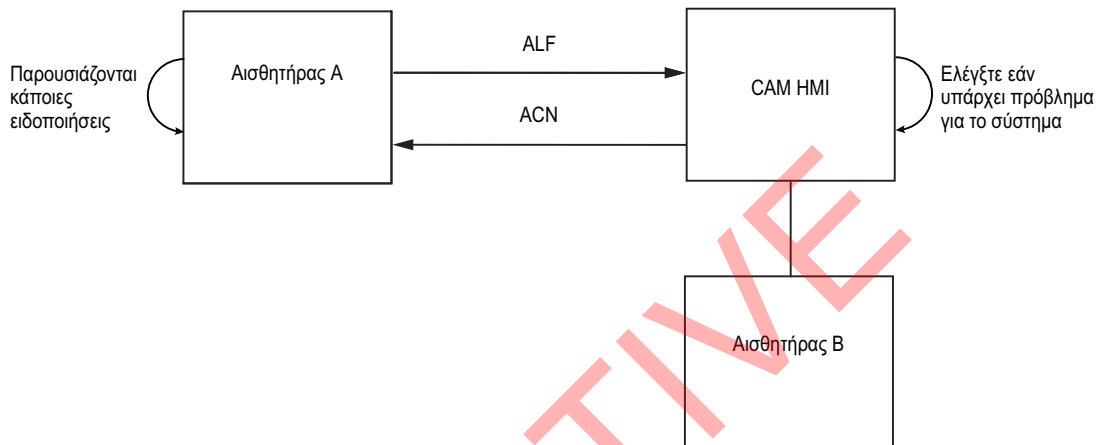 Παρουσιάζονται
κάποιες
ειδοποιήσεις
Αισθητήρας A
ALF
ACN
CAM HMI
Ελέγξτε εάν
υπάρχει πρόβλημα
για το σύστημα
Αισθητήρας B
TIVE